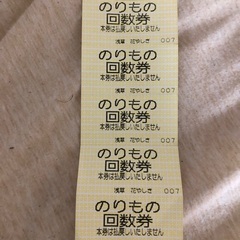 のりもの
回数券
本券は払戻しいたしません
浅草 花やしき 007
のりもの
回数券
本券は払戻しいたしません
浅草 花やしき 007
のりもの
回数券
本券は払戻しいたしません
浅草 花やしき 007
のりもの
回数券
本券は払戻しいたしません
浅草 花やしき 007
のりもの
回数券
本券は払戻しいたしません